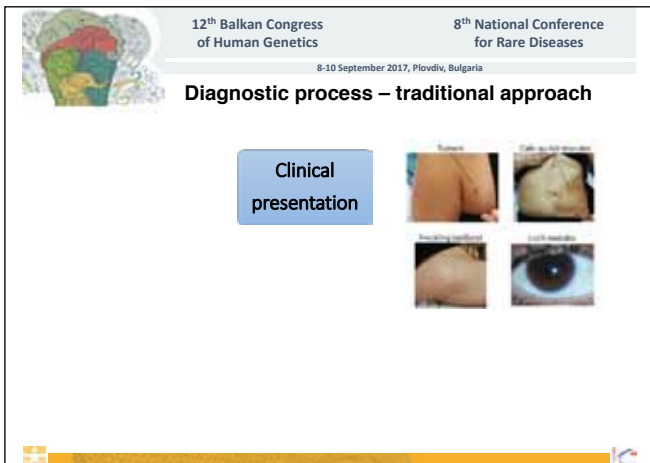 12th Balkan Congress
of Human Genetics
8th National Conference
for Rare Diseases
8-10 September 2017, Plovdiv, Bulgaria
Diagnostic process – traditional approach
Clinical
presentation